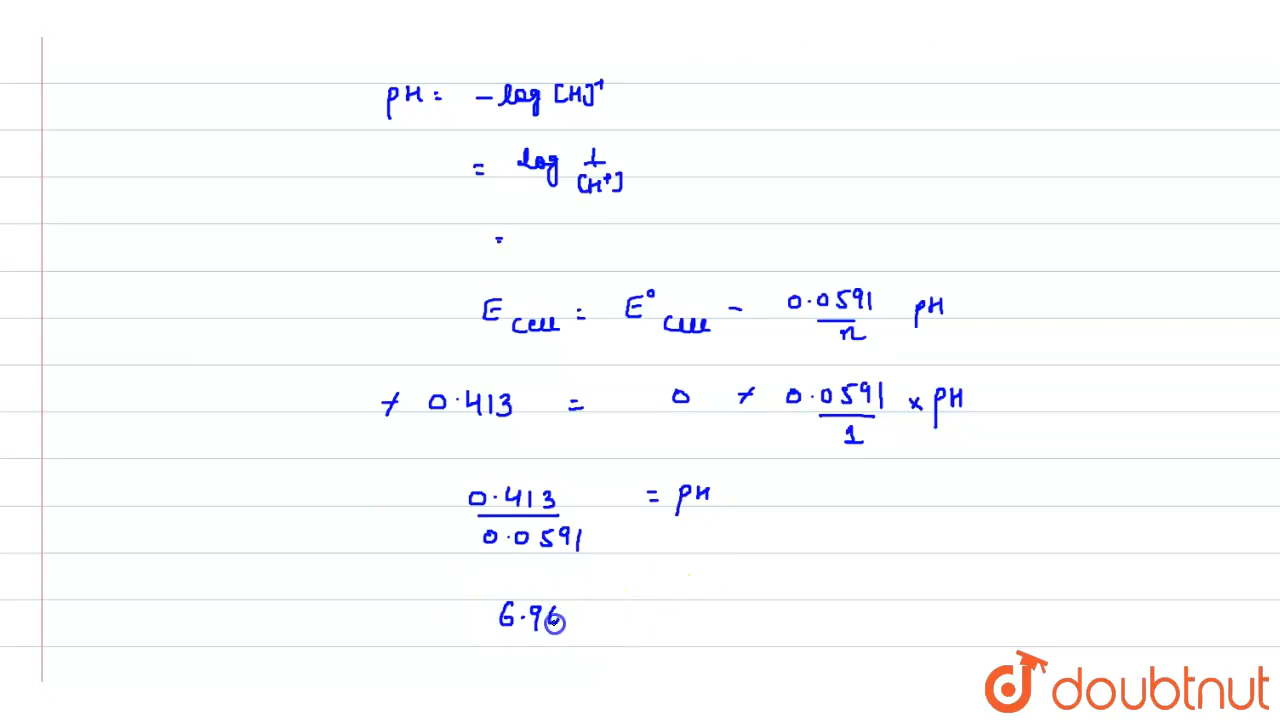 pH = - log [H]⁺
= log 1/[H⁺]
=
E cell = E° cell - 0.0591/n pH
+ 0.413 = 0 + 0.0591/1 × pH
0.413/0.0591 = pH
6.96
doubtnut